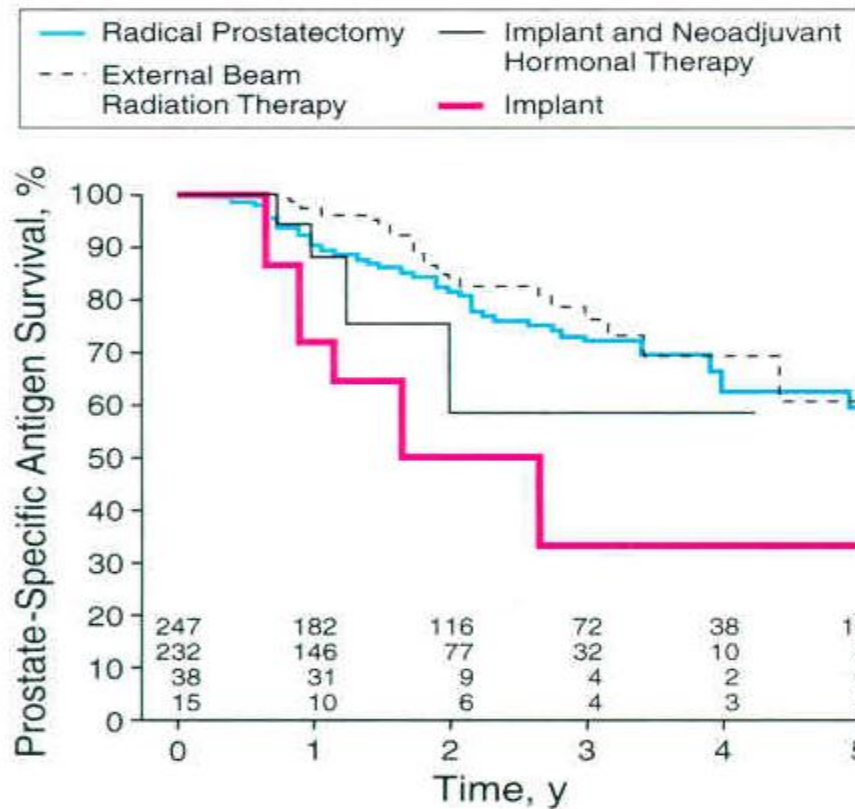 Radical Prostatectomy
External Beam
Radiation Therapy
Implant and Neoadjuvant
Hormonal Therapy
Implant
Prostate-Specific Antigen Survival, %
100
90
80
70
60
50
40
30
20
10
0
247 182 116 72 38 1
232 146 77 32 10
38 31 9 4 2
15 10 6 4 3
0 1 2 3 4 5
Time, y